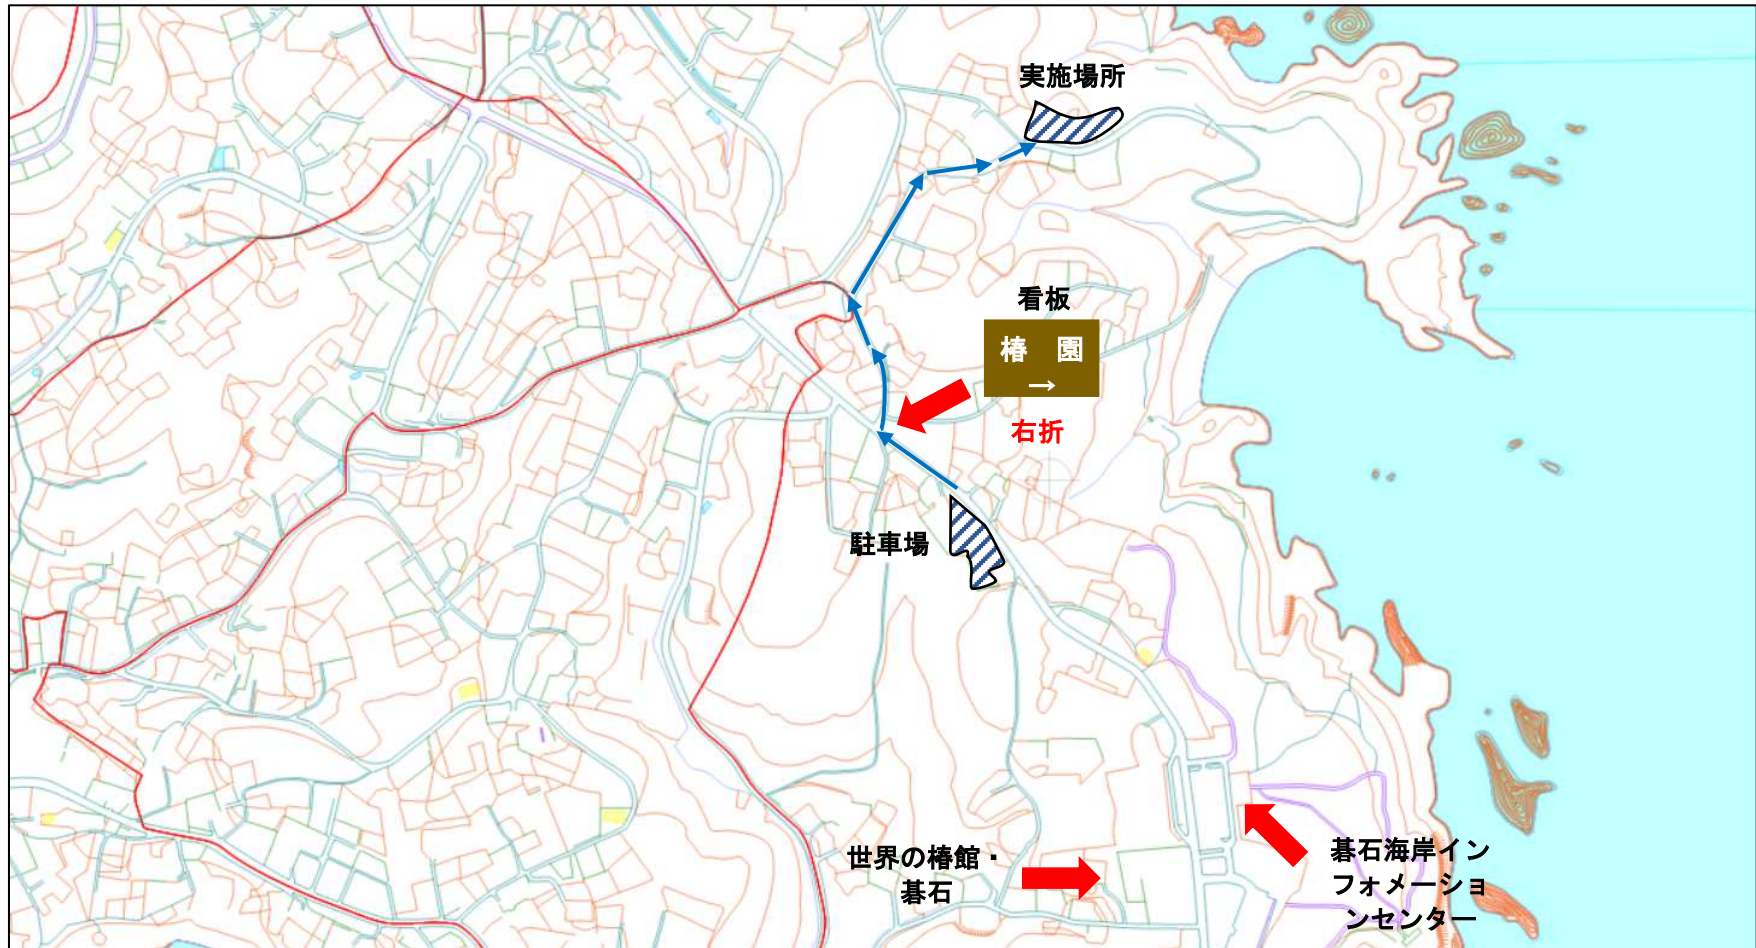 実施場所
看板
椿　園
→
右折
駐車場
世界の椿館・
碁石
碁石海岸イン
フォメーショ
ンセンター